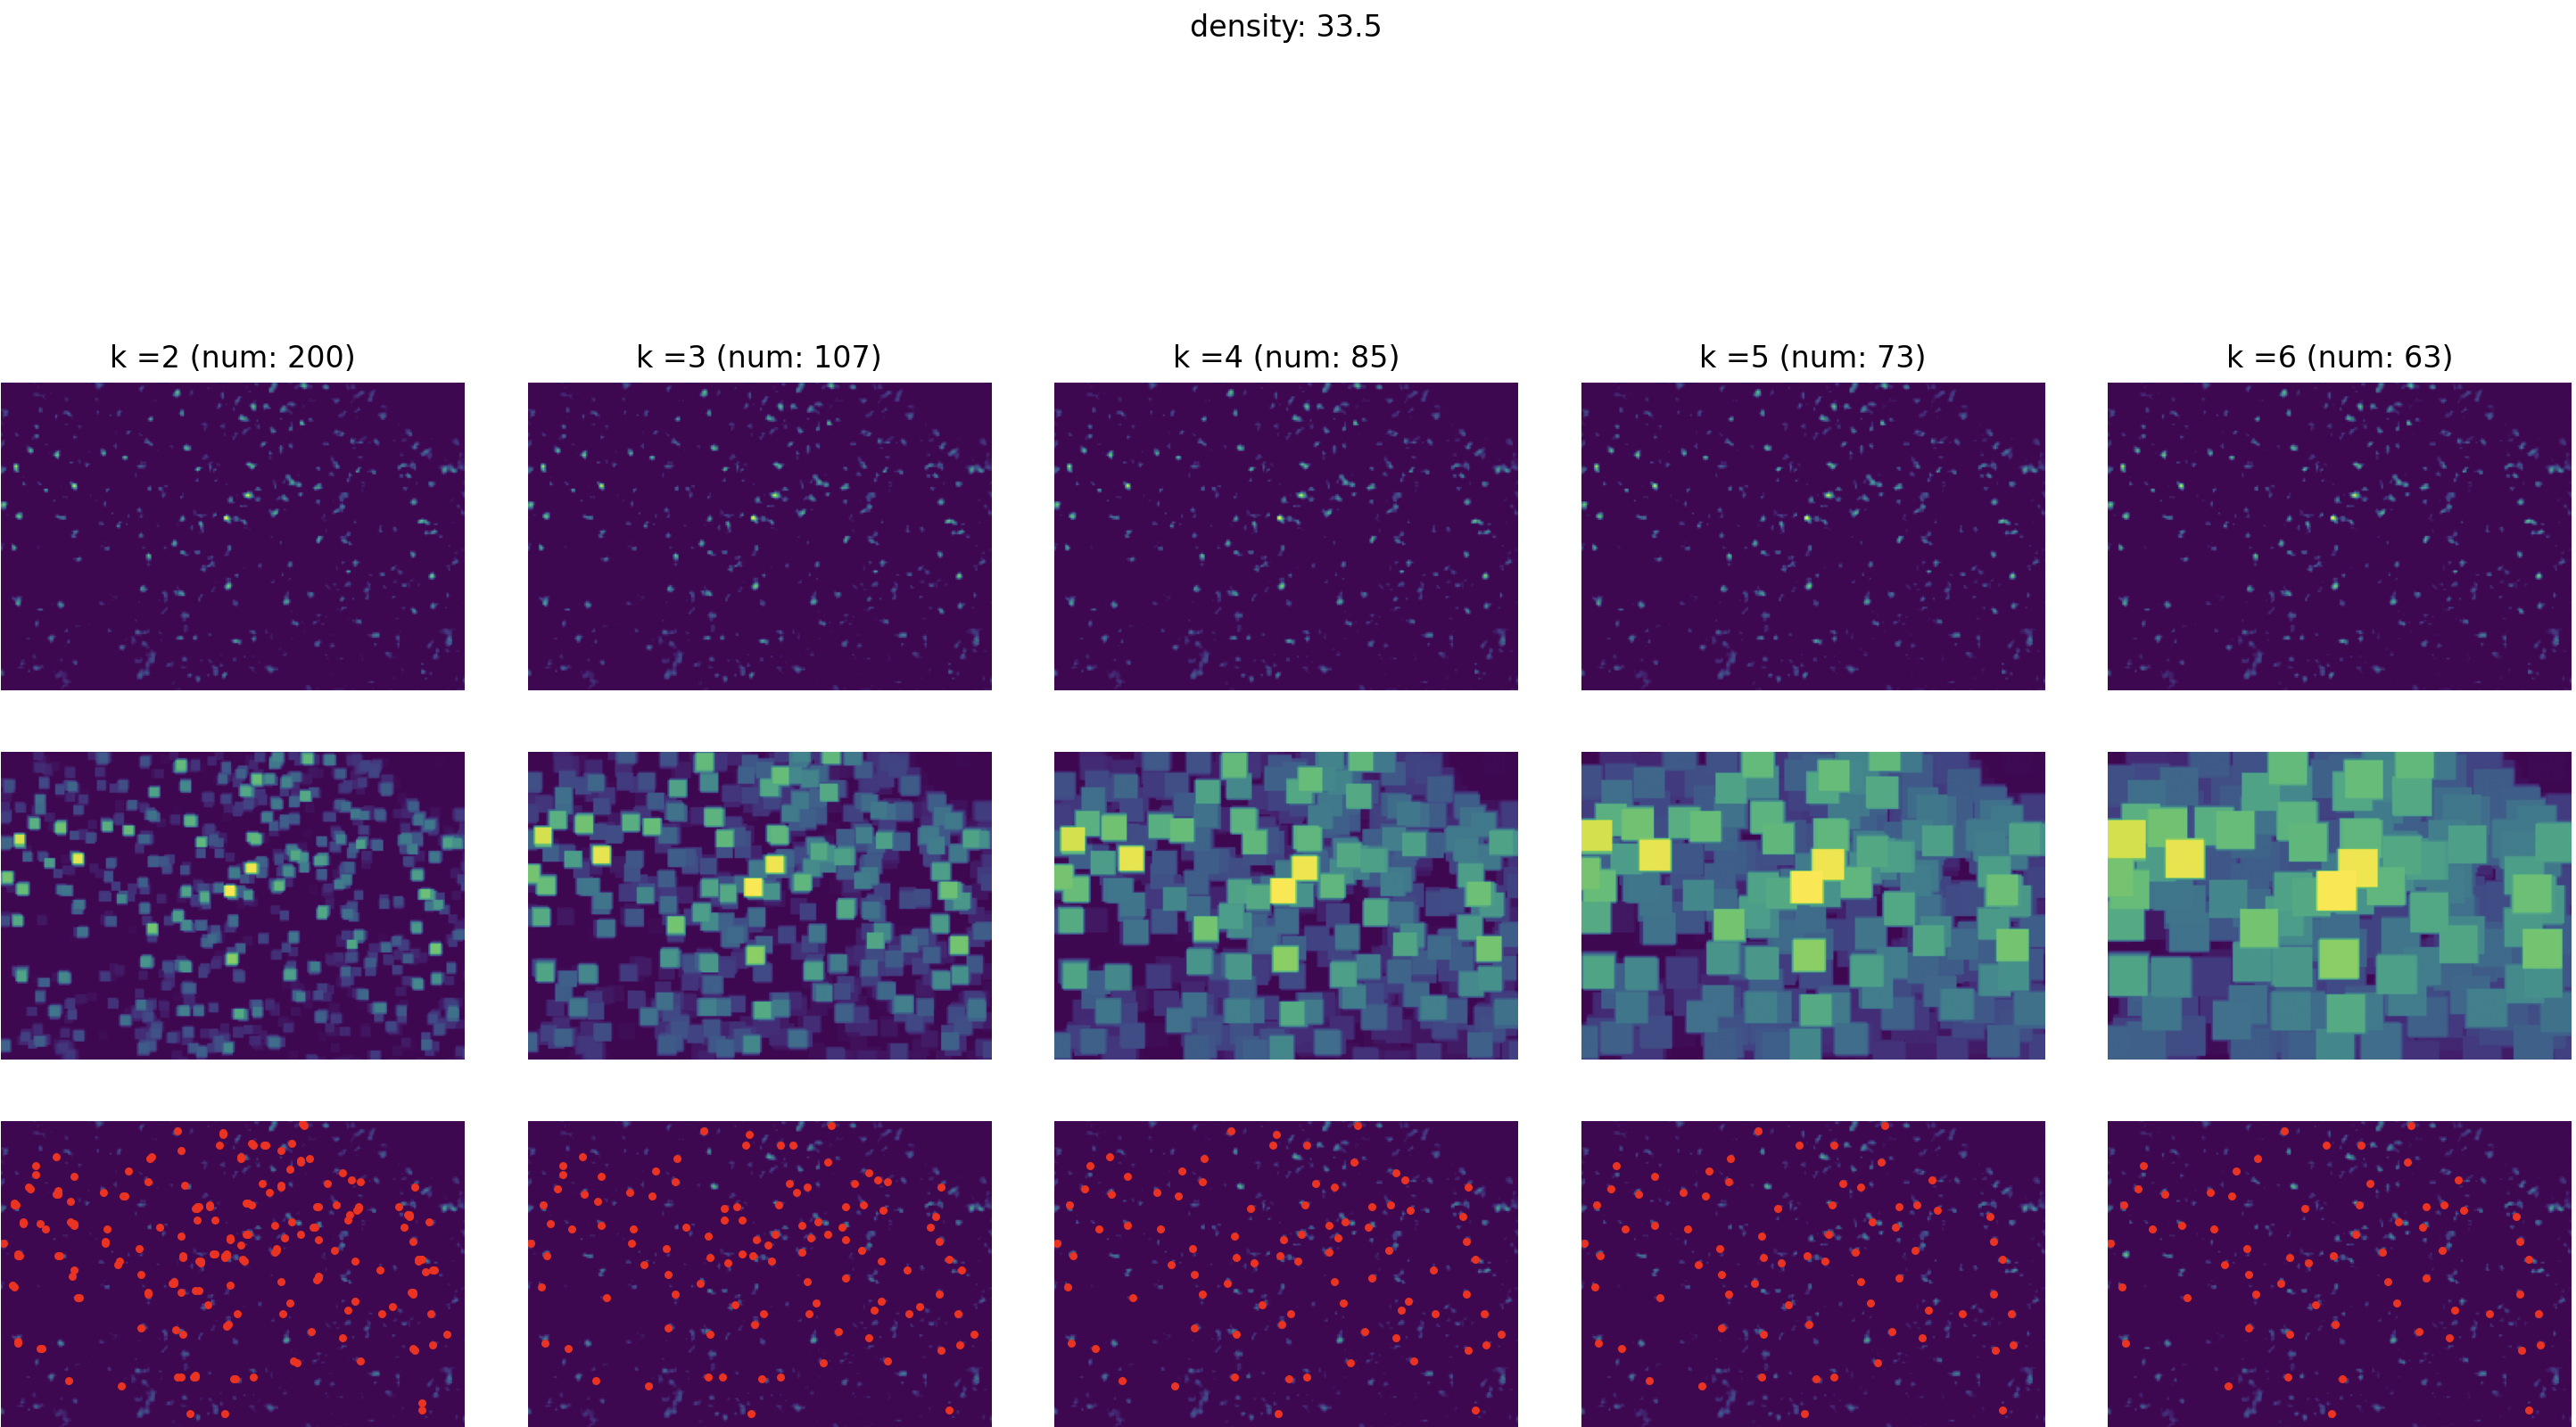 density: 33.5
k =2 (num: 200)
k =3 (num: 107)
k =4 (num: 85)
k =5 (num: 73)
k =6 (num: 63)